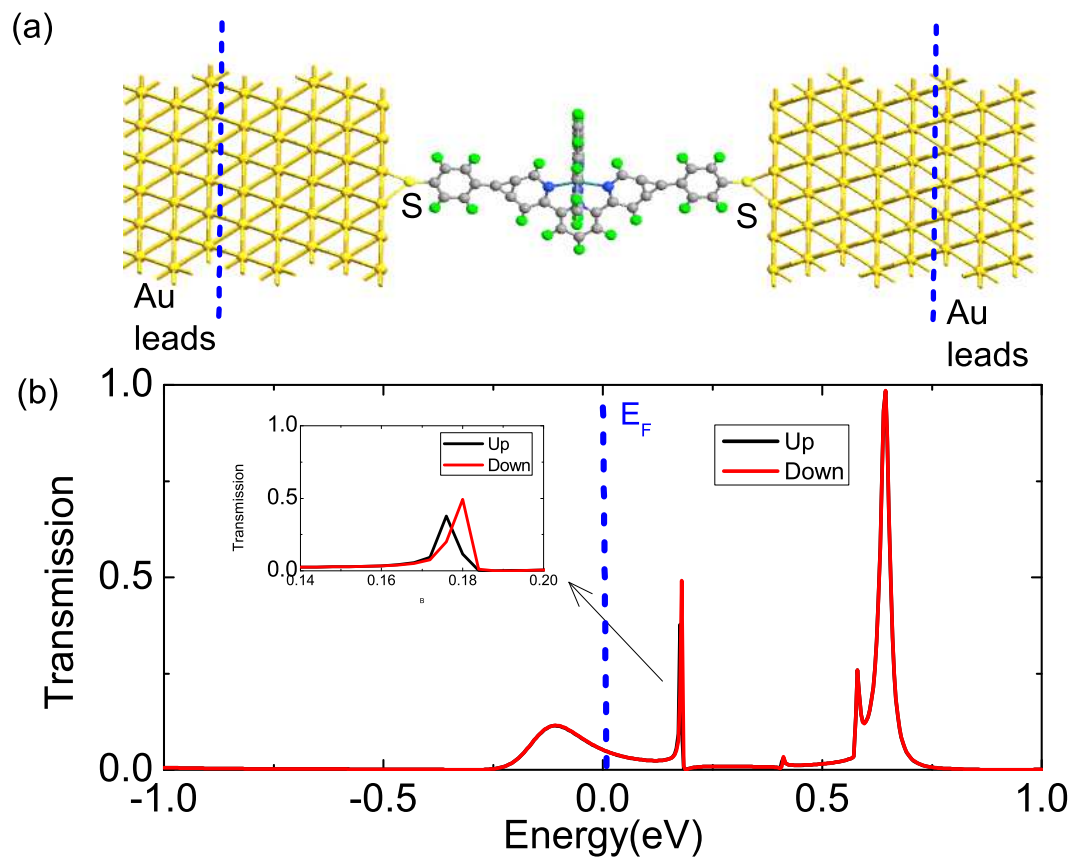 (a)
S
S
Au
leads
Au
leads
(b)
1.0
0.5
0.0
Transmission
E_F
Up
Down
1.0
0.5
0.0
Transmission
Up
Down
0.14
0.16
0.18
0.20
B
-1.0
-0.5
0.0
0.5
1.0
Energy(eV)